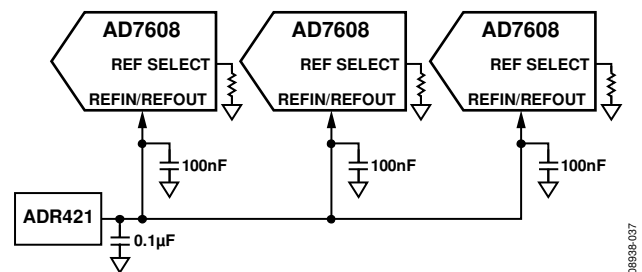 AD7608
AD7608
AD7608
REF SELECT
REF SELECT
REF SELECT
REFIN/REFOUT
REFIN/REFOUT
REFIN/REFOUT
100nF
100nF
100nF
ADR421
0.1µF
08938-037